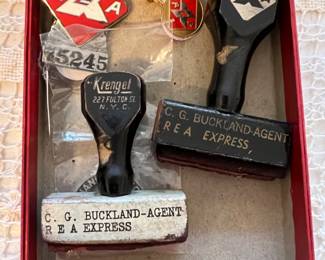 E
A
A
45245
Krengel
227 FULTON ST.
N.Y.C.
C. G. BUCKLAND-AGENT
R E A EXPRESS,
C. G. BUCKLAND-AGENT
R E A EXPRESS